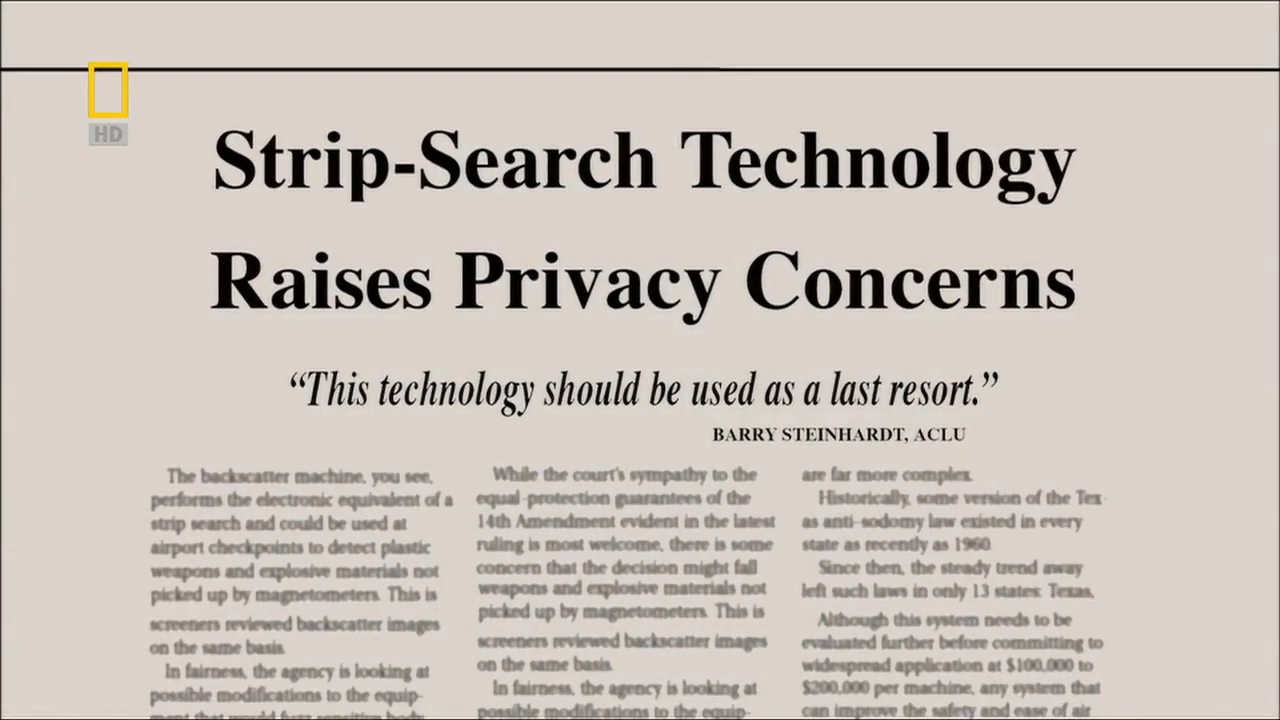 HD
Strip-Search Technology
Raises Privacy Concerns
“This technology should be used as a last resort.”
BARRY STEINHARDT, ACLU
The backscatter machine, you see,
performs the electronic equivalent of a
strip search and could be used at
airport checkpoints to detect plastic
weapons and explosive materials not
picked up by magnetometers. This is
screeners reviewed backscatter images
on the same basis.
In fairness, the agency is looking at
possible modifications to the equip-
ment that would fuzz sensitive body
While the court's sympathy to the
equal-protection guarantees of the
14th Amendment evident in the latest
ruling is most welcome, there is some
concern that the decision might fall
weapons and explosive materials not
picked up by magnetometers. This is
screeners reviewed backscatter images
on the same basis.
In fairness, the agency is looking at
possible modifications to the equip-
are far more complex.
Historically, some version of the Tex-
as anti-sodomy law existed in every
state as recently as 1960.
Since then, the steady trend away
left such laws in only 13 states: Texas,
Although this system needs to be
evaluated further before committing to
widespread application at $100,000 to
$200,000 per machine, any system that
can improve the safety and ease of air